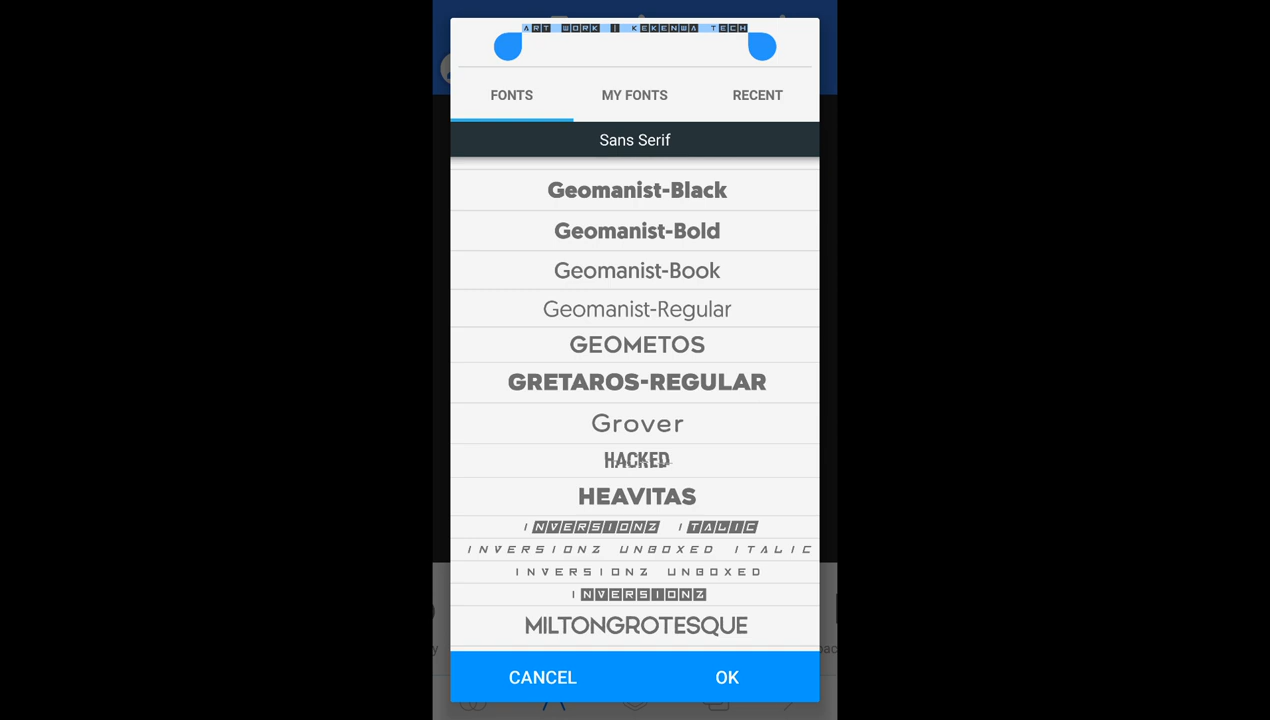 ART WORK | KEKENWA TECH
FONTS
MY FONTS
RECENT
Sans Serif
Geomanist-Black
Geomanist-Bold
Geomanist-Book
Geomanist-Regular
GEOMETOS
GRETAROS-REGULAR
Grover
HACKED
HEAVITAS
INVERSIONZ ITALIC
INVERSIONZ UNBOXED ITALIC
INVERSIONZ UNBOXED
INVERSIONZ
MILTONGROTESQUE
CANCEL
OK